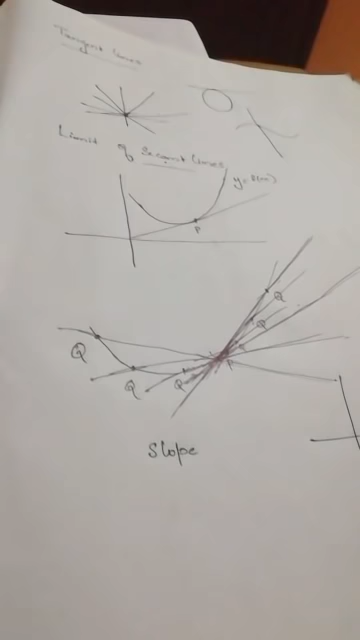 Tangent lines
Limit of Secant lines
y=f(x)
P
Q
Q
Q
Q
P
Q
Slope